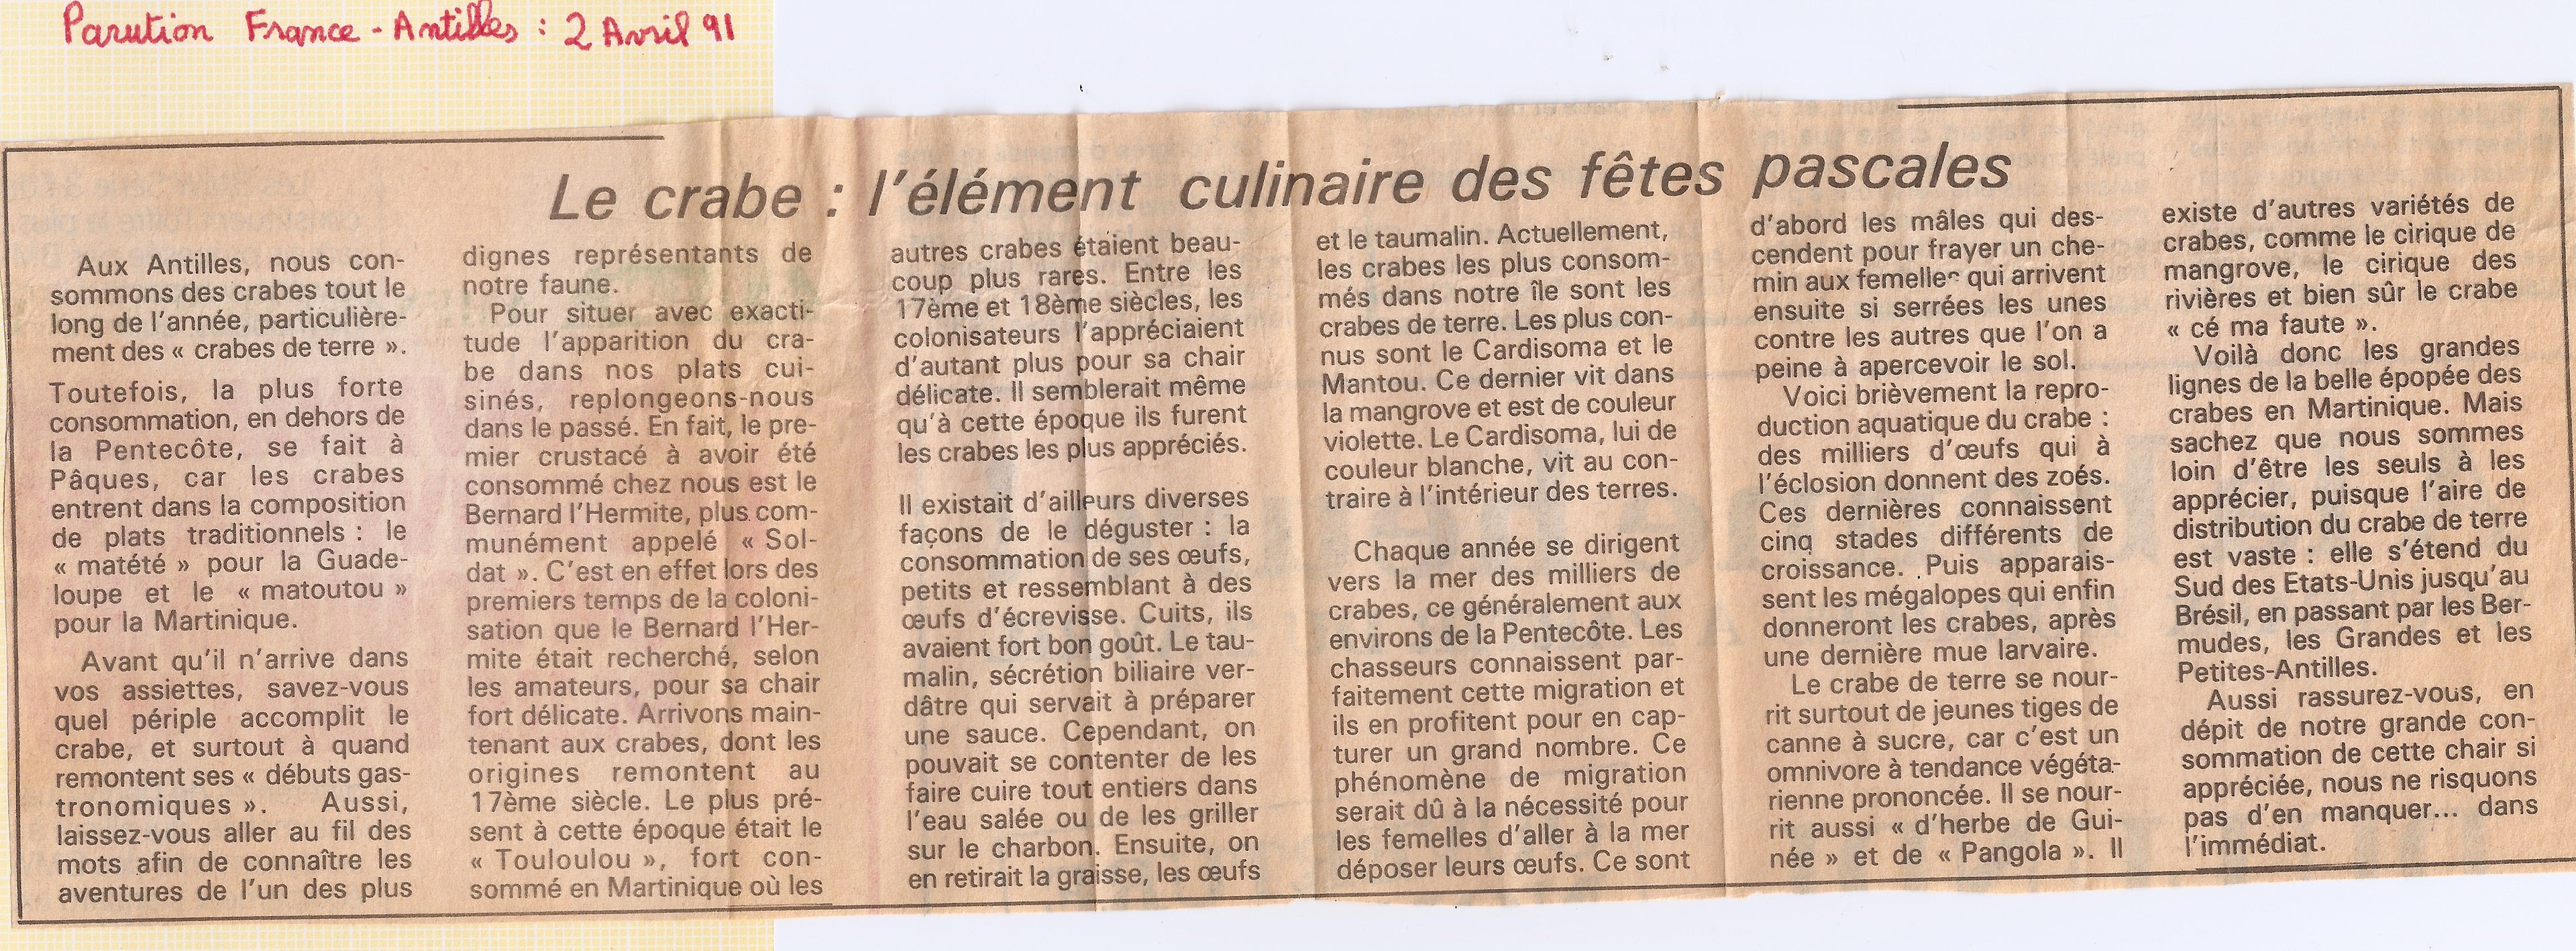 Parution France-Antilles : 2 Avril 91
Le crabe : l'élément culinaire des fêtes pascales
Aux Antilles, nous con-
sommons des crabes tout le
long de l'année, particulière-
ment des « crabes de terre ».
Toutefois, la plus forte
consommation, en dehors de
la Pentecôte, se fait à
Pâques, car les crabes
entrent dans la composition
de plats traditionnels : le
« matété » pour la Guade-
loupe et le « matoutou »
pour la Martinique.
Avant qu'il n'arrive dans
vos assiettes, savez-vous
quel périple accomplit le
crabe, et surtout à quand
remontent ses « débuts gas-
tronomiques ». Aussi,
laissez-vous aller au fil des
mots afin de connaître les
aventures de l'un des plus
dignes représentants de
notre faune.
Pour situer avec exacti-
tude l'apparition du cra-
be dans nos plats cui-
sinés, replongeons-nous
dans le passé. En fait, le pre-
mier crustacé à avoir été
consommé chez nous est le
Bernard l'Hermite, plus com-
munément appelé « Sol-
dat ». C'est en effet lors des
premiers temps de la coloni-
sation que le Bernard l'Her-
mite était recherché, selon
les amateurs, pour sa chair
fort délicate. Arrivons main-
tenant aux crabes, dont les
origines remontent au
17ème siècle. Le plus pré-
sent à cette époque était le
« Touloulou », fort con-
sommé en Martinique où les
autres crabes étaient beau-
coup plus rares. Entre les
17ème et 18ème siècles, les
colonisateurs l'appréciaient
d'autant plus pour sa chair
délicate. Il semblerait même
qu'à cette époque ils furent
les crabes les plus appréciés.
Il existait d'ailleurs diverses
façons de le déguster : la
consommation de ses œufs,
petits et ressemblant à des
œufs d'écrevisse. Cuits, ils
avaient fort bon goût. Le tau-
malin, sécrétion biliaire ver-
dâtre qui servait à préparer
une sauce. Cependant, on
pouvait se contenter de les
faire cuire tout entiers dans
l'eau salée ou de les griller
sur le charbon. Ensuite, on
en retirait la graisse, les œufs
et le taumalin. Actuellement,
les crabes les plus consom-
més dans notre île sont les
crabes de terre. Les plus con-
nus sont le Cardisoma et le
Mantou. Ce dernier vit dans
la mangrove et est de couleur
violette. Le Cardisoma, lui de
couleur blanche, vit au con-
traire à l'intérieur des terres.
Chaque année se dirigent
vers la mer des milliers de
crabes, ce généralement aux
environs de la Pentecôte. Les
chasseurs connaissent par-
faitement cette migration et
ils en profitent pour en cap-
turer un grand nombre. Ce
phénomène de migration
serait dû à la nécessité pour
les femelles d'aller à la mer
déposer leurs œufs. Ce sont
d'abord les mâles qui des-
cendent pour frayer un che-
min aux femelles qui arrivent
ensuite si serrées les unes
contre les autres que l'on a
peine à apercevoir le sol.
Voici brièvement la repro-
duction aquatique du crabe :
des milliers d'œufs qui à
l'éclosion donnent des zoés.
Ces dernières connaissent
cinq stades différents de
croissance. Puis apparais-
sent les mégalopes qui enfin
donneront les crabes, après
une dernière mue larvaire.
Le crabe de terre se nour-
rit surtout de jeunes tiges de
canne à sucre, car c'est un
omnivore à tendance végéta-
rienne prononcée. Il se nour-
rit aussi « d'herbe de Gui-
née » et de « Pangola ». Il
existe d'autres variétés de
crabes, comme le cirique de
mangrove, le cirique des
rivières et bien sûr le crabe
« cé ma faute ».
Voilà donc les grandes
lignes de la belle épopée des
crabes en Martinique. Mais
sachez que nous sommes
loin d'être les seuls à les
apprécier, puisque l'aire de
distribution du crabe de terre
est vaste : elle s'étend du
Sud des Etats-Unis jusqu'au
Brésil, en passant par les Ber-
mudes, les Grandes et les
Petites-Antilles.
Aussi rassurez-vous, en
dépit de notre grande con-
sommation de cette chair si
appréciée, nous ne risquons
pas d'en manquer... dans
l'immédiat.